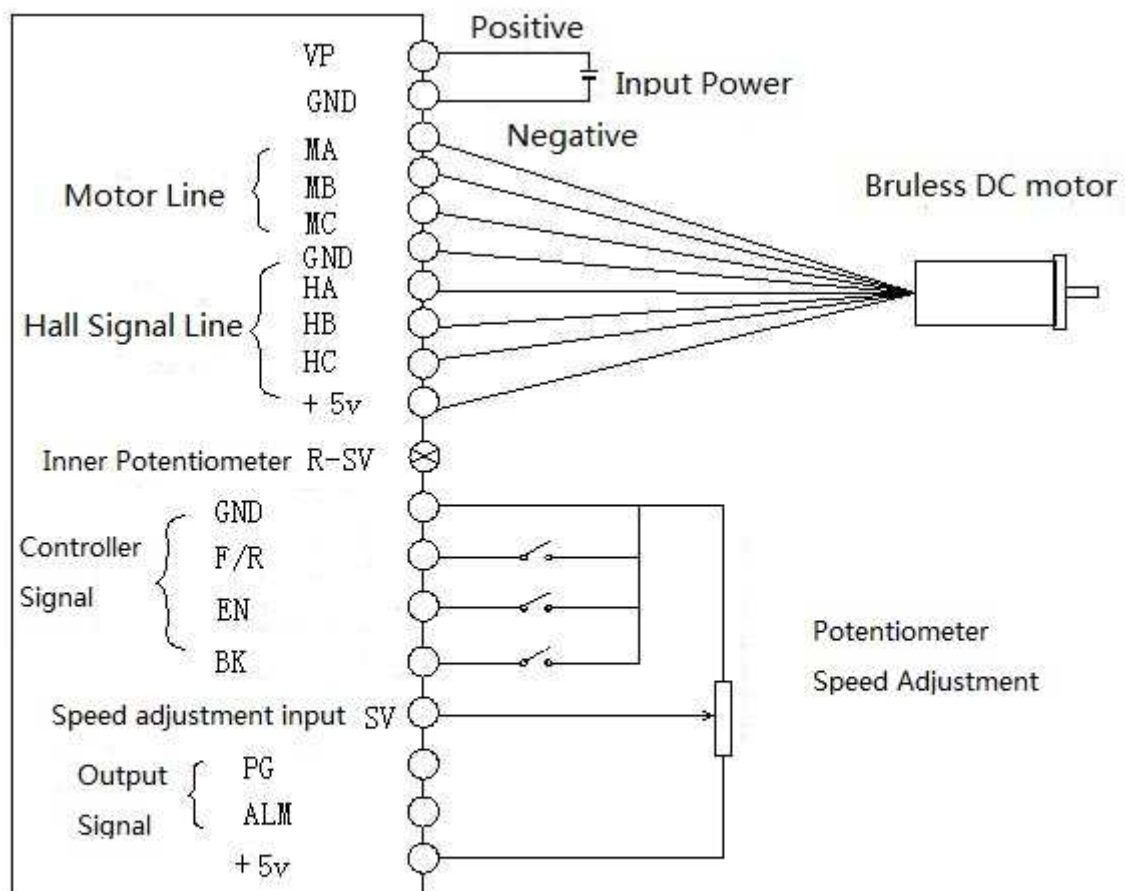 Positive
VP
Input Power
GND
Negative
MA
Motor Line
MB
MC
Bruless DC motor
GND
HA
Hall Signal Line
HB
HC
+ 5v
Inner Potentiometer R-SV
GND
Controller
Signal
F/R
EN
BK
Potentiometer
Speed Adjustment
Speed adjustment input SV
Output
Signal
PG
ALM
+ 5v